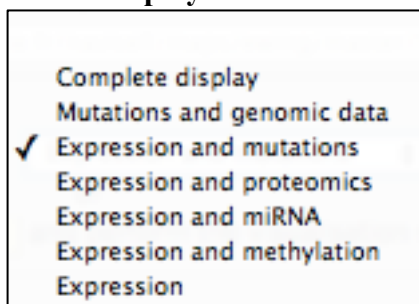 Complete display
Mutations and genomic data
✓ Expression and mutations
Expression and proteomics
Expression and miRNA
Expression and methylation
Expression